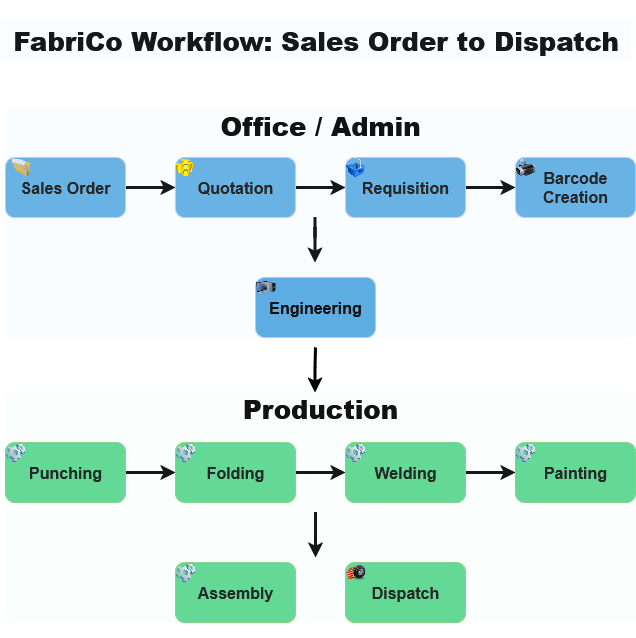 FabriCo Workflow: Sales Order to Dispatch
Office / Admin
Sales Order
Quotation
Requisition
Barcode
Creation
Engineering
Production
Punching
Folding
Welding
Painting
Assembly
Dispatch